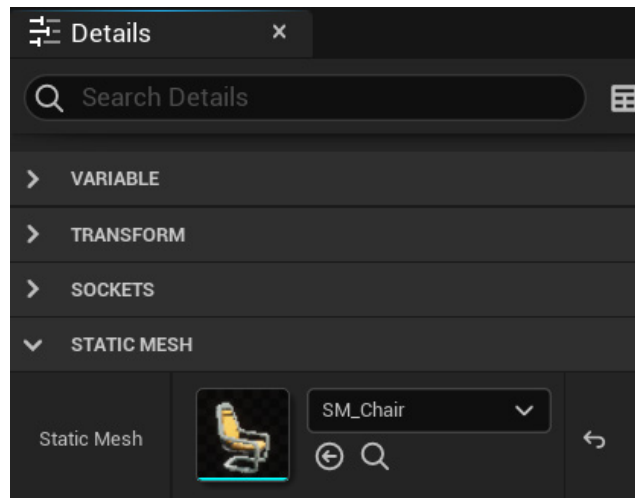 Details
Search Details
VARIABLE
TRANSFORM
SOCKETS
STATIC MESH
Static Mesh
SM_Chair